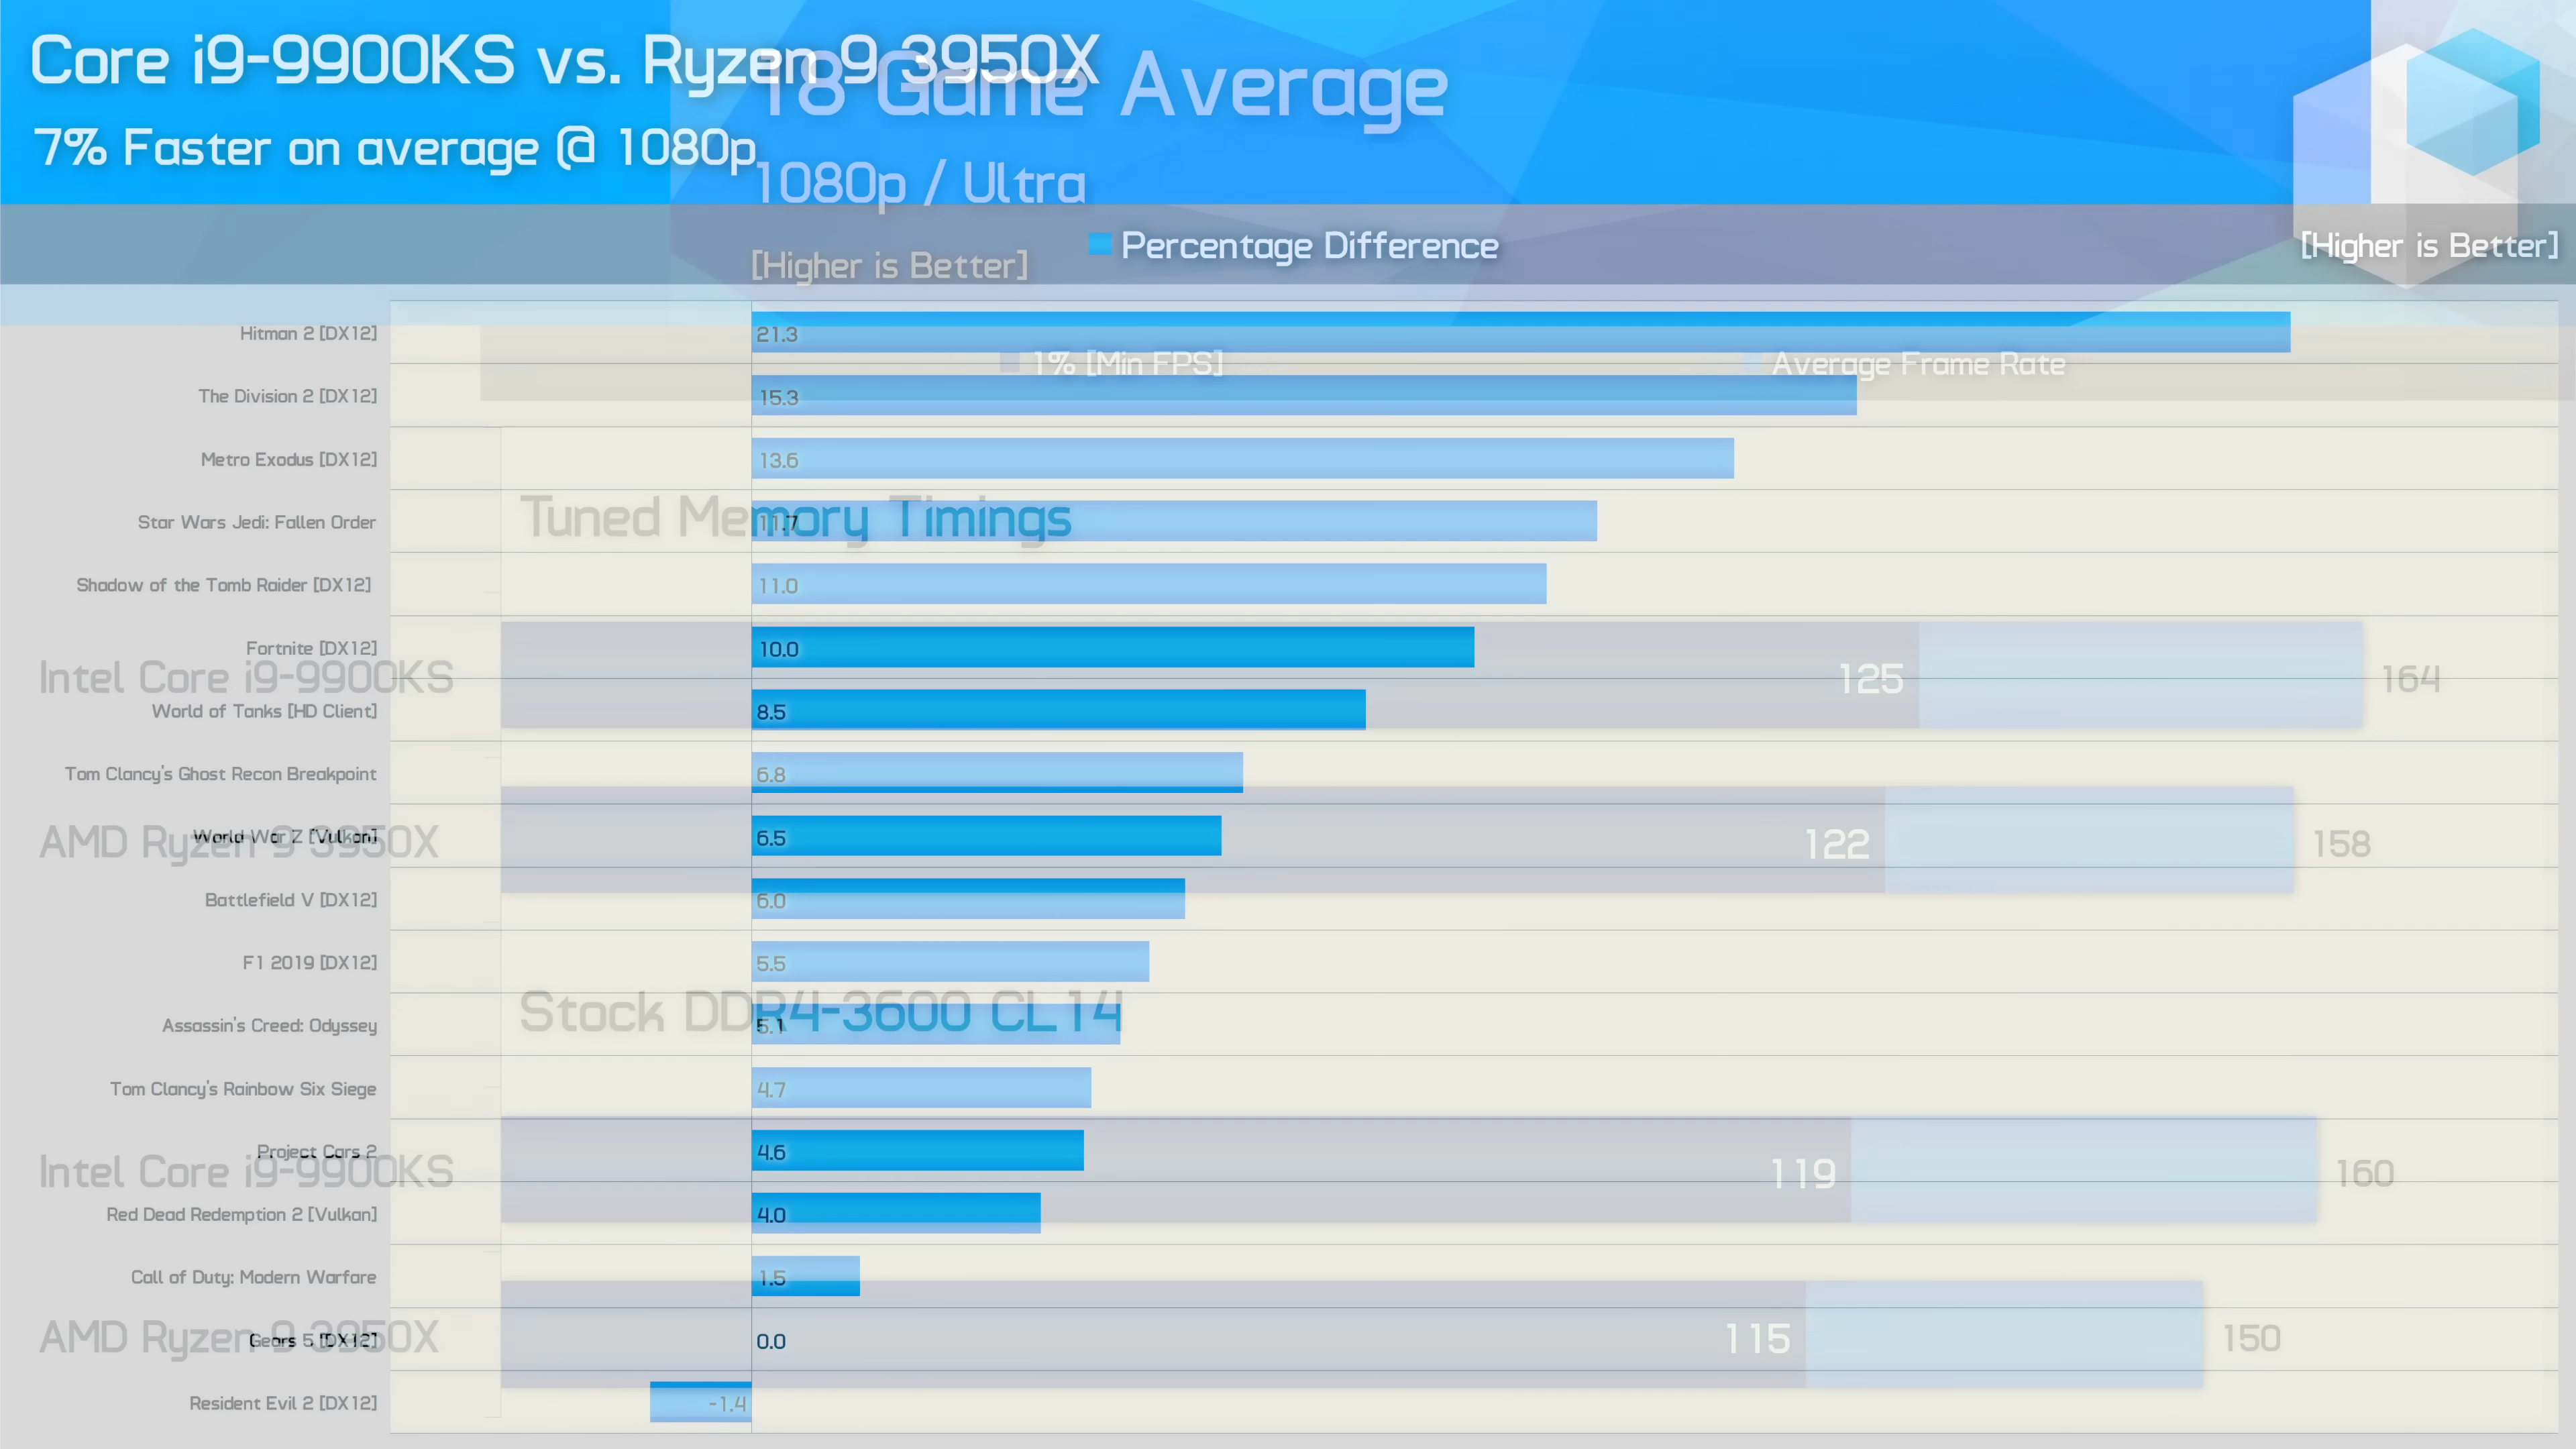 Core i9-9900KS vs. Ryzen 9 3950X
18 Game Average
7% Faster on average @ 1080p
1080p / Ultra
Percentage Difference
[Higher is Better]
[Higher is Better]
Hitman 2 [DX12] 21.3
1% [Min FPS] Average Frame Rate
The Division 2 [DX12] 15.3
Metro Exodus [DX12] 13.6
Tuned Memory Timings
Star Wars Jedi: Fallen Order 11.7
Shadow of the Tomb Raider [DX12] 11.0
Fortnite [DX12] 10.0
Intel Core i9-9900KS 125 164
World of Tanks [HD Client] 8.5
Tom Clancy's Ghost Recon Breakpoint 6.8
World War Z [Vulkan] 6.5
AMD Ryzen 9 3950X 122 158
Battlefield V [DX12] 6.0
F1 2019 [DX12] 5.5
Stock DDR4-3600 CL14
Assassin's Creed: Odyssey 5.1
Tom Clancy's Rainbow Six Siege 4.7
Project Cars 2 4.6
Intel Core i9-9900KS 119 160
Red Dead Redemption 2 [Vulkan] 4.0
Call of Duty: Modern Warfare 1.5
Gears 5 [DX12] 0.0
AMD Ryzen 9 3950X 115 150
Resident Evil 2 [DX12] -1.4